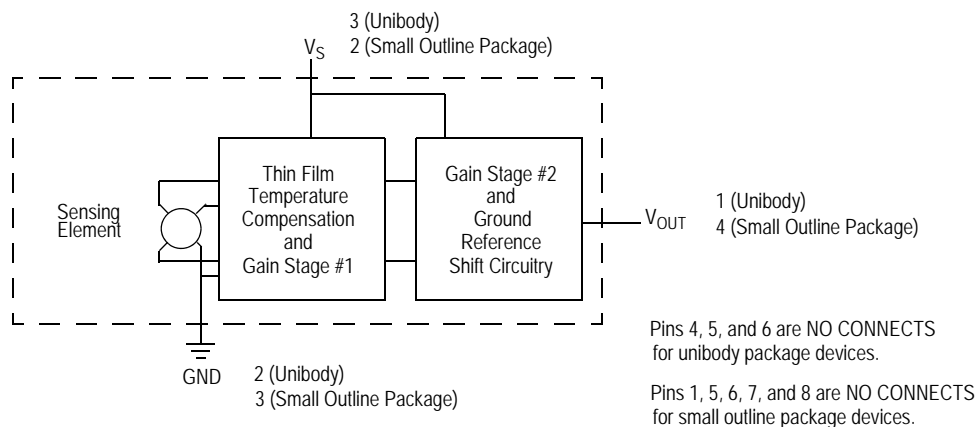 3 (Unibody)
V_S
2 (Small Outline Package)
Sensing
Element
Thin Film
Temperature
Compensation
and
Gain Stage #1
Gain Stage #2
and
Ground
Reference
Shift Circuitry
V_OUT
1 (Unibody)
4 (Small Outline Package)
GND
2 (Unibody)
3 (Small Outline Package)
Pins 4, 5, and 6 are NO CONNECTS
for unibody package devices.
Pins 1, 5, 6, 7, and 8 are NO CONNECTS
for small outline package devices.